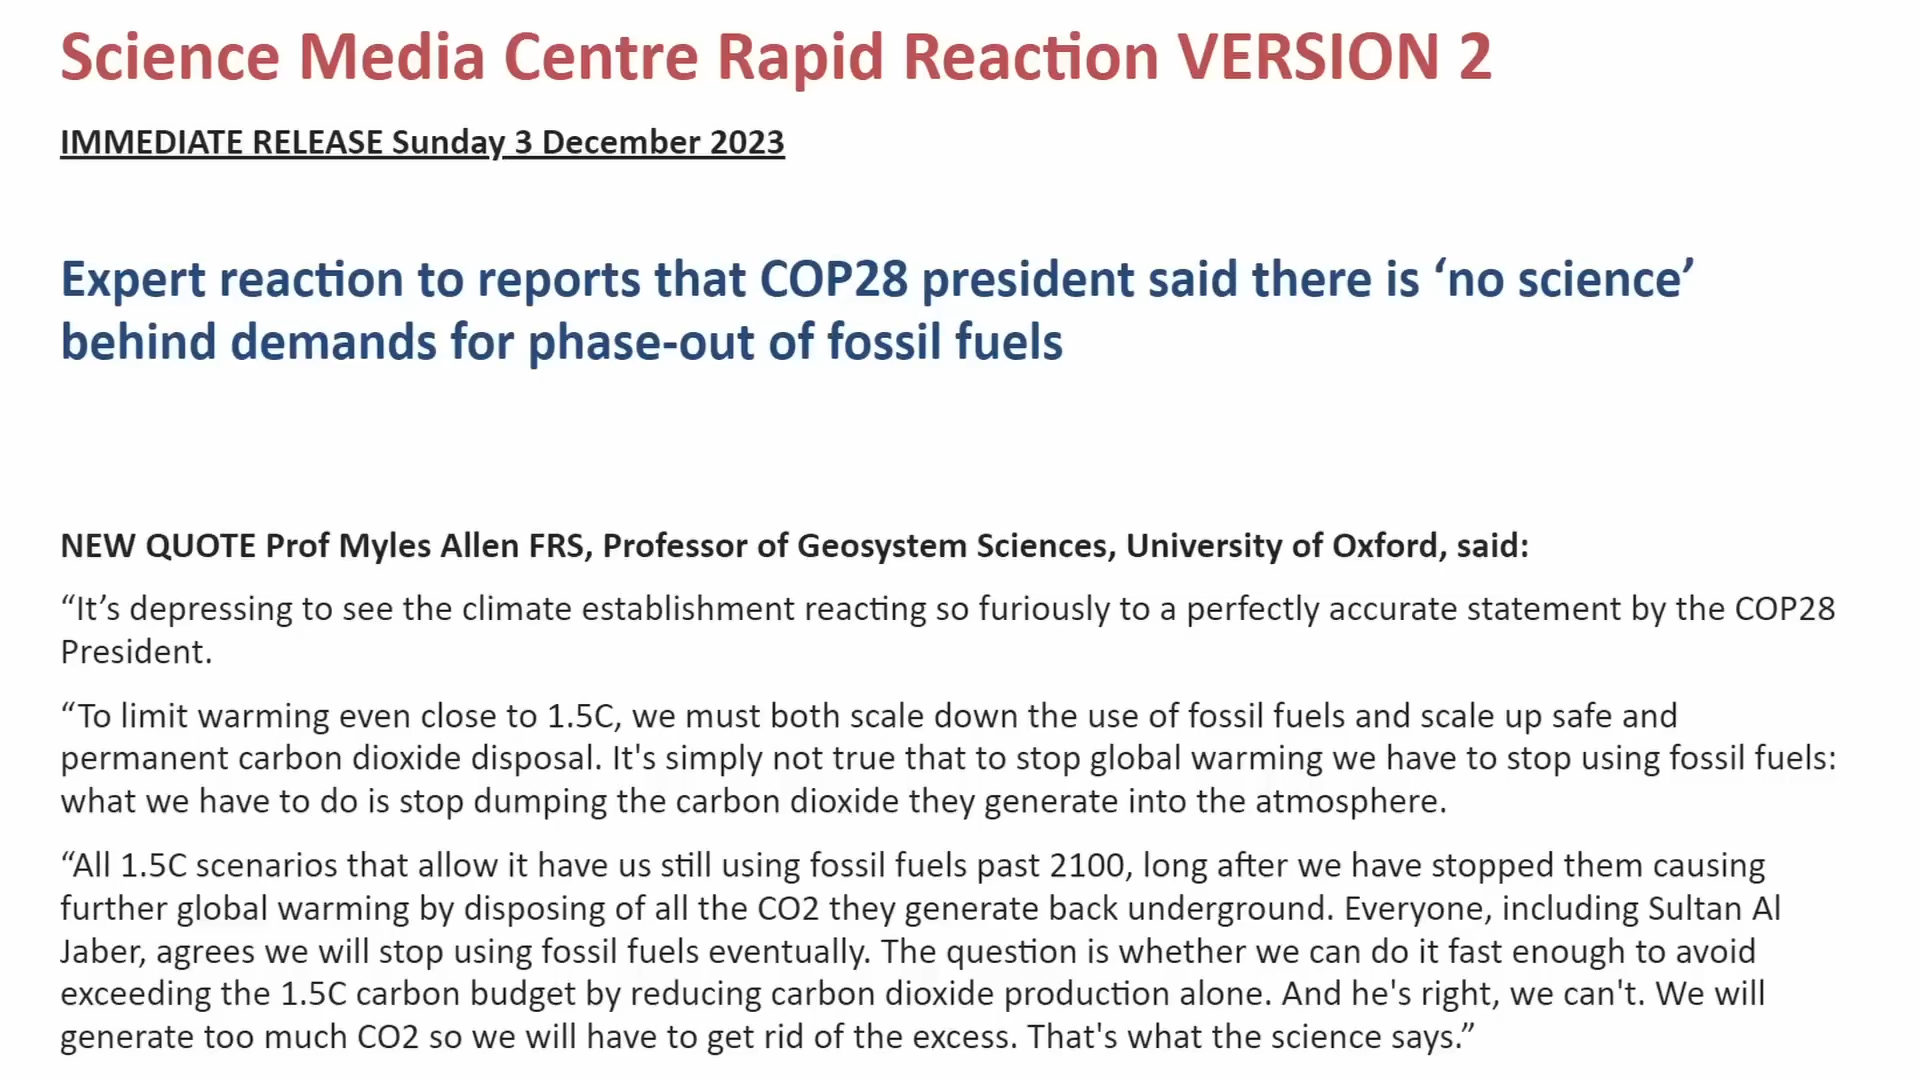 Science Media Centre Rapid Reaction VERSION 2
IMMEDIATE RELEASE Sunday 3 December 2023
Expert reaction to reports that COP28 president said there is ‘no science’
behind demands for phase-out of fossil fuels
NEW QUOTE Prof Myles Allen FRS, Professor of Geosystem Sciences, University of Oxford, said:
“It’s depressing to see the climate establishment reacting so furiously to a perfectly accurate statement by the COP28
President.
“To limit warming even close to 1.5C, we must both scale down the use of fossil fuels and scale up safe and
permanent carbon dioxide disposal. It's simply not true that to stop global warming we have to stop using fossil fuels:
what we have to do is stop dumping the carbon dioxide they generate into the atmosphere.
“All 1.5C scenarios that allow it have us still using fossil fuels past 2100, long after we have stopped them causing
further global warming by disposing of all the CO2 they generate back underground. Everyone, including Sultan Al
Jaber, agrees we will stop using fossil fuels eventually. The question is whether we can do it fast enough to avoid
exceeding the 1.5C carbon budget by reducing carbon dioxide production alone. And he's right, we can't. We will
generate too much CO2 so we will have to get rid of the excess. That's what the science says.”